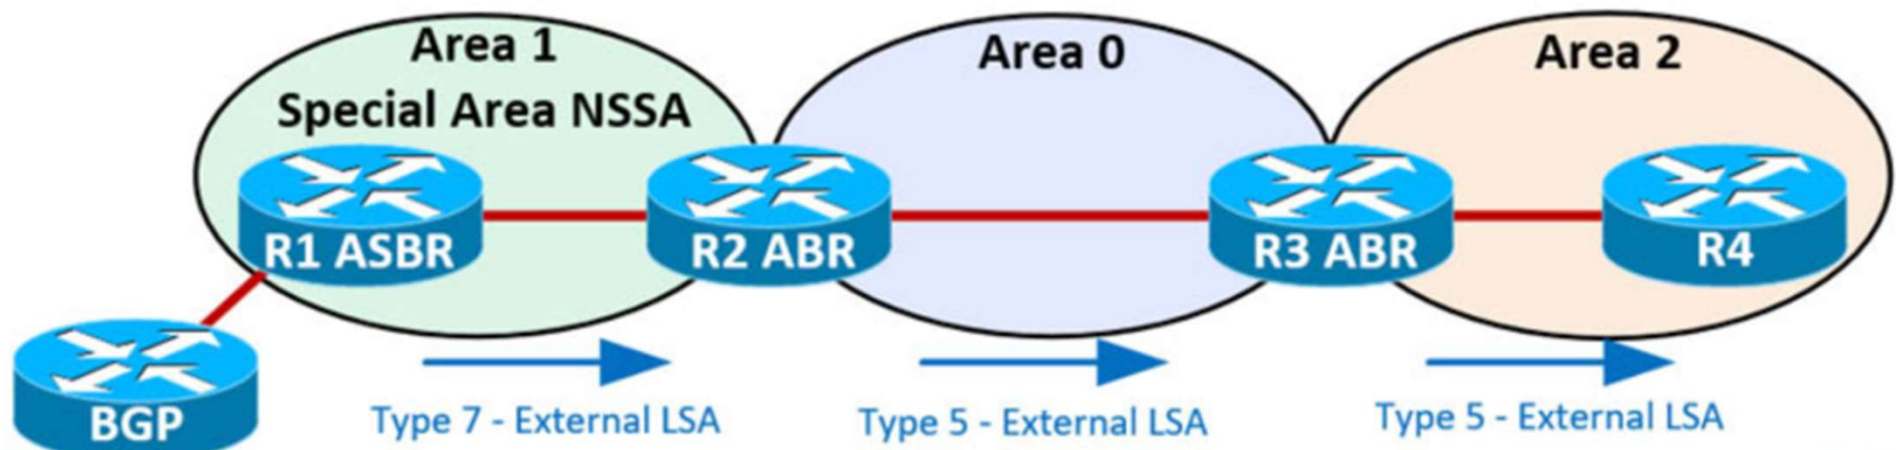 Area 1
Special Area NSSA
Area 0
Area 2
R1 ASBR
R2 ABR
R3 ABR
R4
BGP
Type 7 - External LSA
Type 5 - External LSA
Type 5 - External LSA